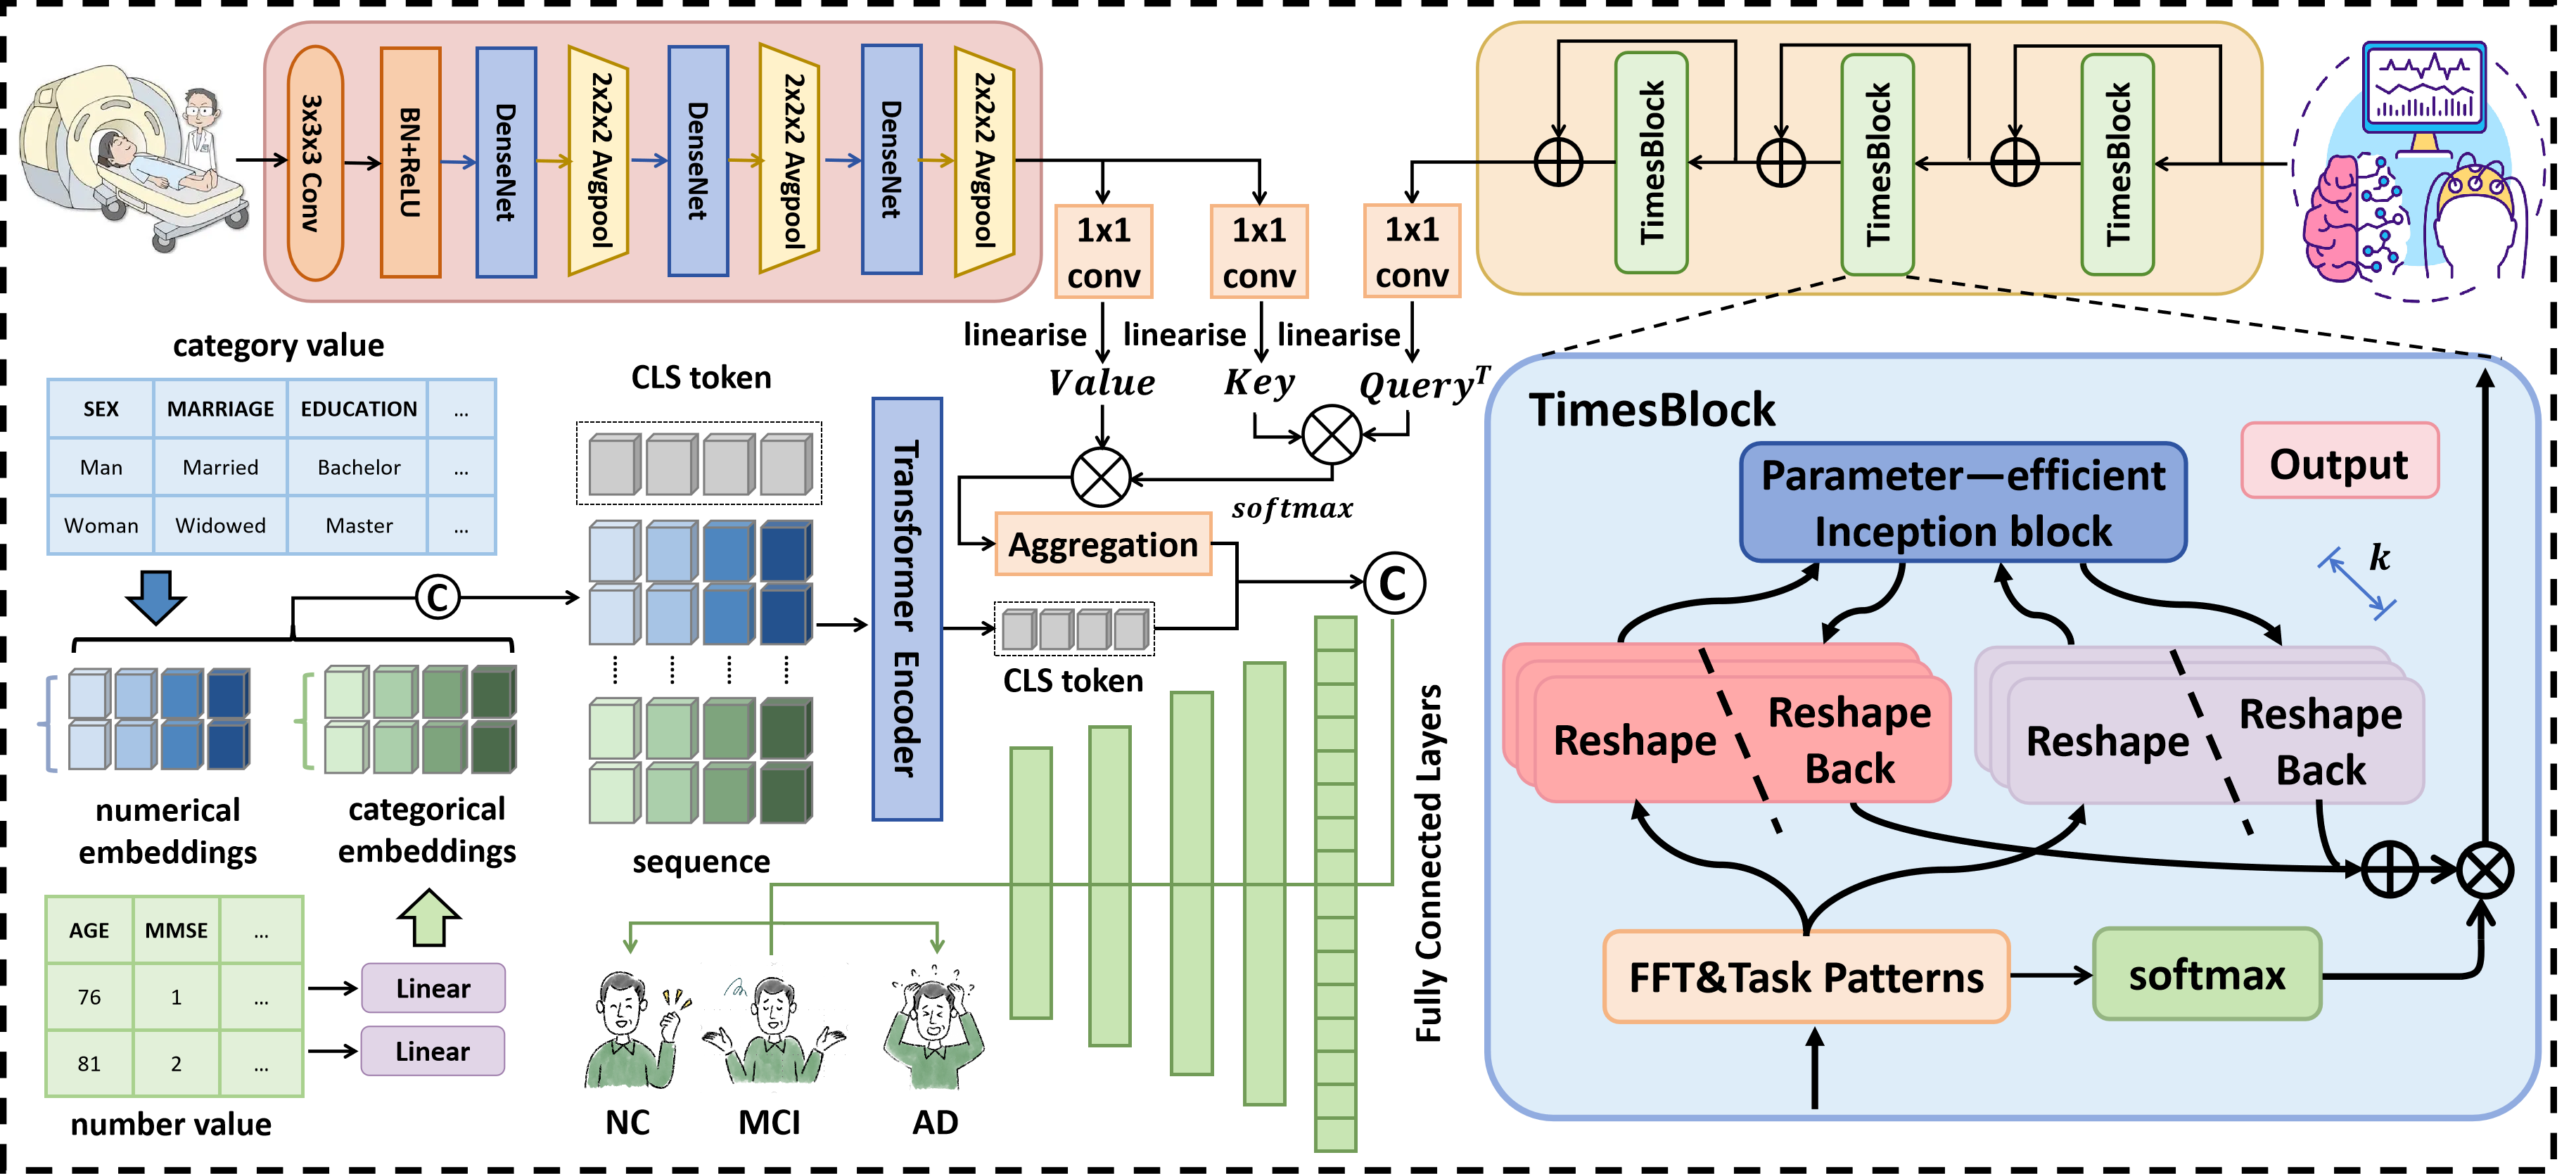 3x3x3 Conv
BN+ReLU
DenseNet
2x2x2 Avgpool
DenseNet
2x2x2 Avgpool
DenseNet
2x2x2 Avgpool
TimesBlock
TimesBlock
TimesBlock
1x1
conv
1x1
conv
1x1
conv
linearise
linearise
linearise
Value
Key
Query^T
softmax
Aggregation
C
category value
SEX MARRIAGE EDUCATION ...
Man Married Bachelor ...
Woman Widowed Master ...
C
numerical
embeddings
categorical
embeddings
AGE MMSE ...
76 1 ...
81 2 ...
number value
Linear
Linear
CLS token
sequence
Transformer Encoder
CLS token
Fully Connected Layers
NC
MCI
AD
TimesBlock
Parameter—efficient
Inception block
Output
k
Reshape
Reshape
Back
Reshape
Reshape
Back
FFT&Task Patterns
softmax